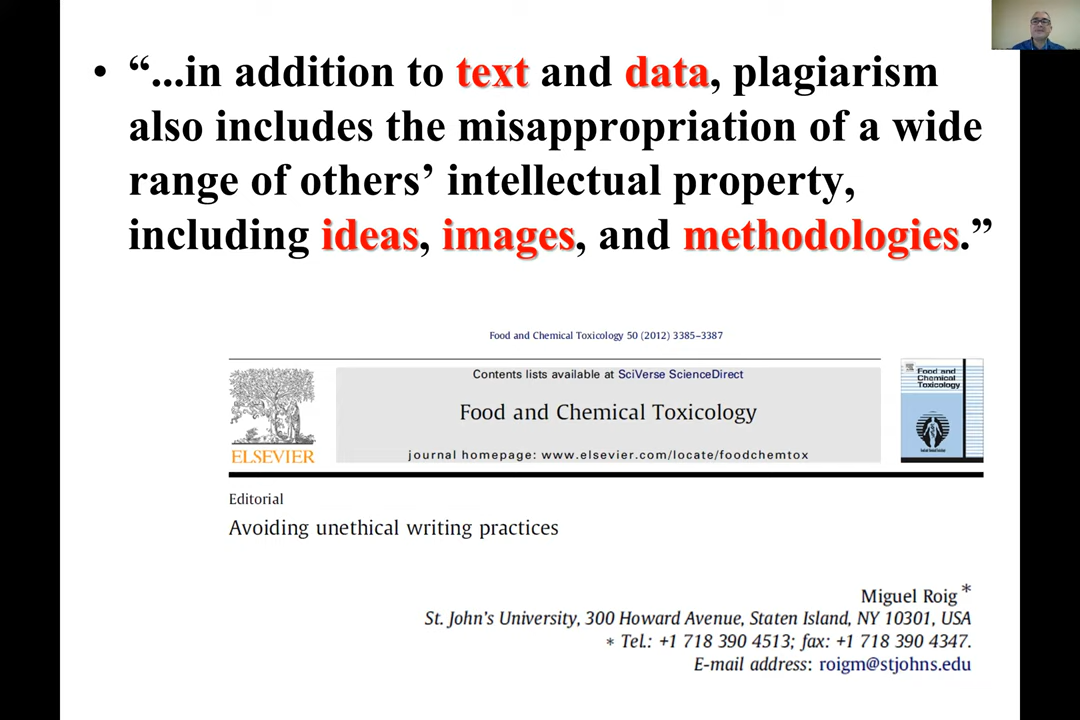 • “...in addition to text and data, plagiarism
also includes the misappropriation of a wide
range of others’ intellectual property,
including ideas, images, and methodologies.”
Food and Chemical Toxicology 50 (2012) 3385–3387
Contents lists available at SciVerse ScienceDirect
Food and Chemical Toxicology
journal homepage: www.elsevier.com/locate/foodchemtox
ELSEVIER
Food and
Chemical
Toxicology
Editorial
Avoiding unethical writing practices
Miguel Roig *
St. John’s University, 300 Howard Avenue, Staten Island, NY 10301, USA
* Tel.: +1 718 390 4513; fax: +1 718 390 4347.
E-mail address: roigm@stjohns.edu